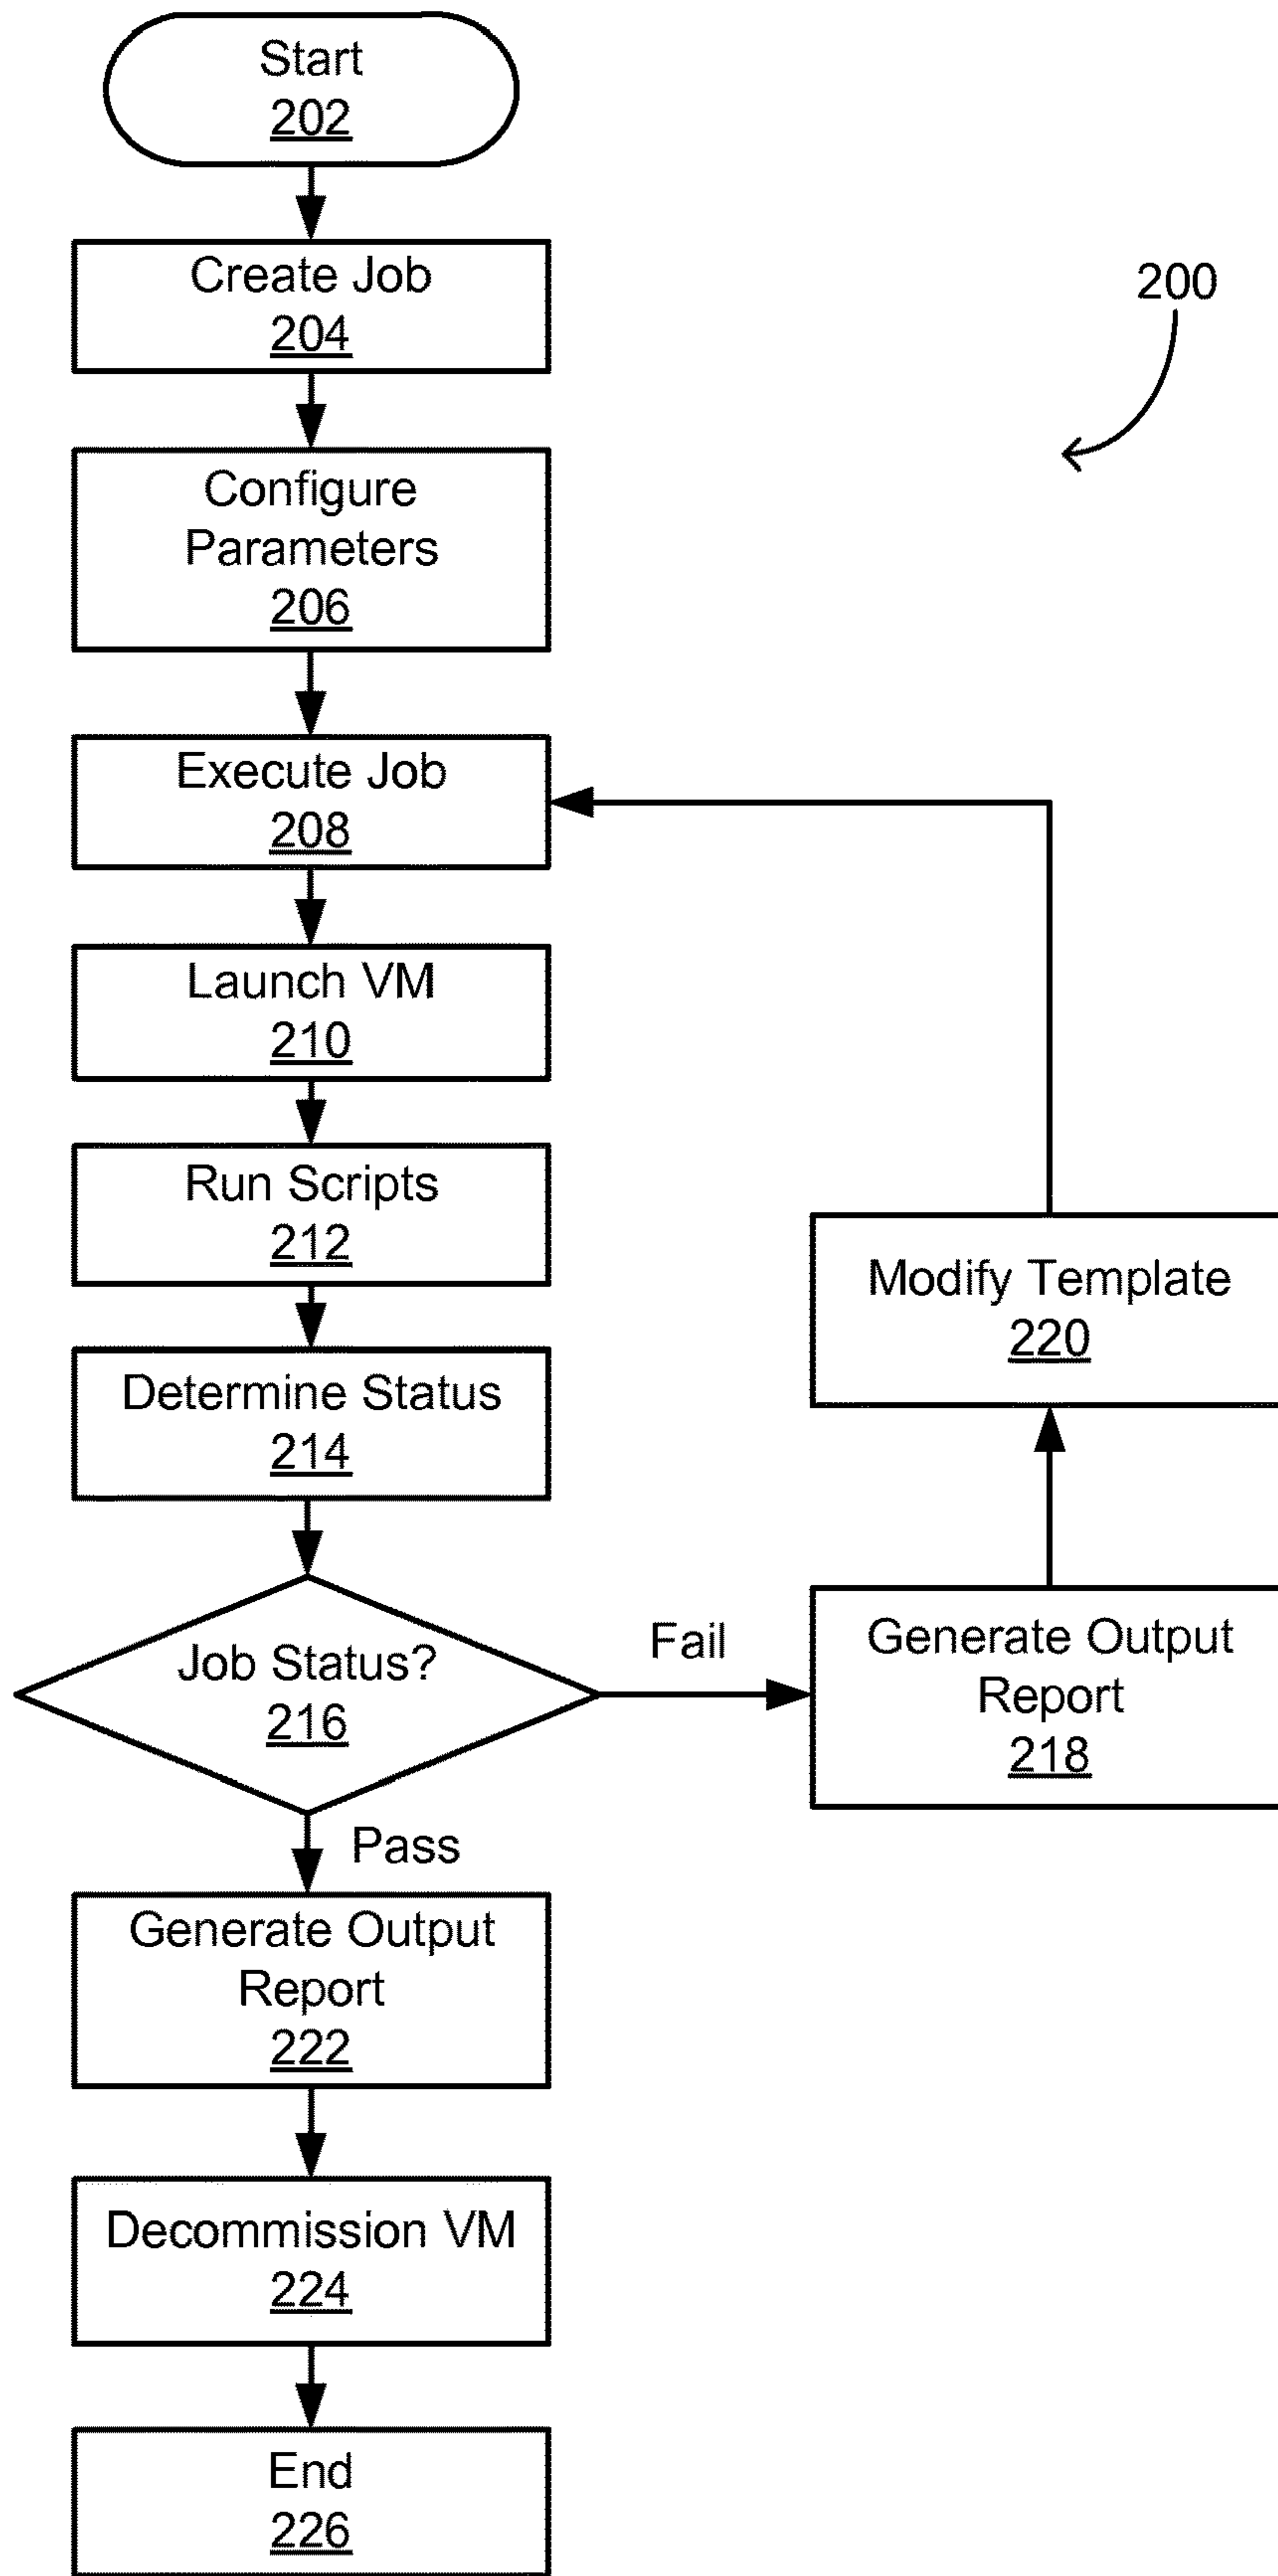 Start
202
Create Job
204
200
Configure
Parameters
206
Execute Job
208
Launch VM
210
Run Scripts
212
Modify Template
220
Determine Status
214
Job Status?
216
Fail
Generate Output
Report
218
Pass
Generate Output
Report
222
Decommission VM
224
End
226